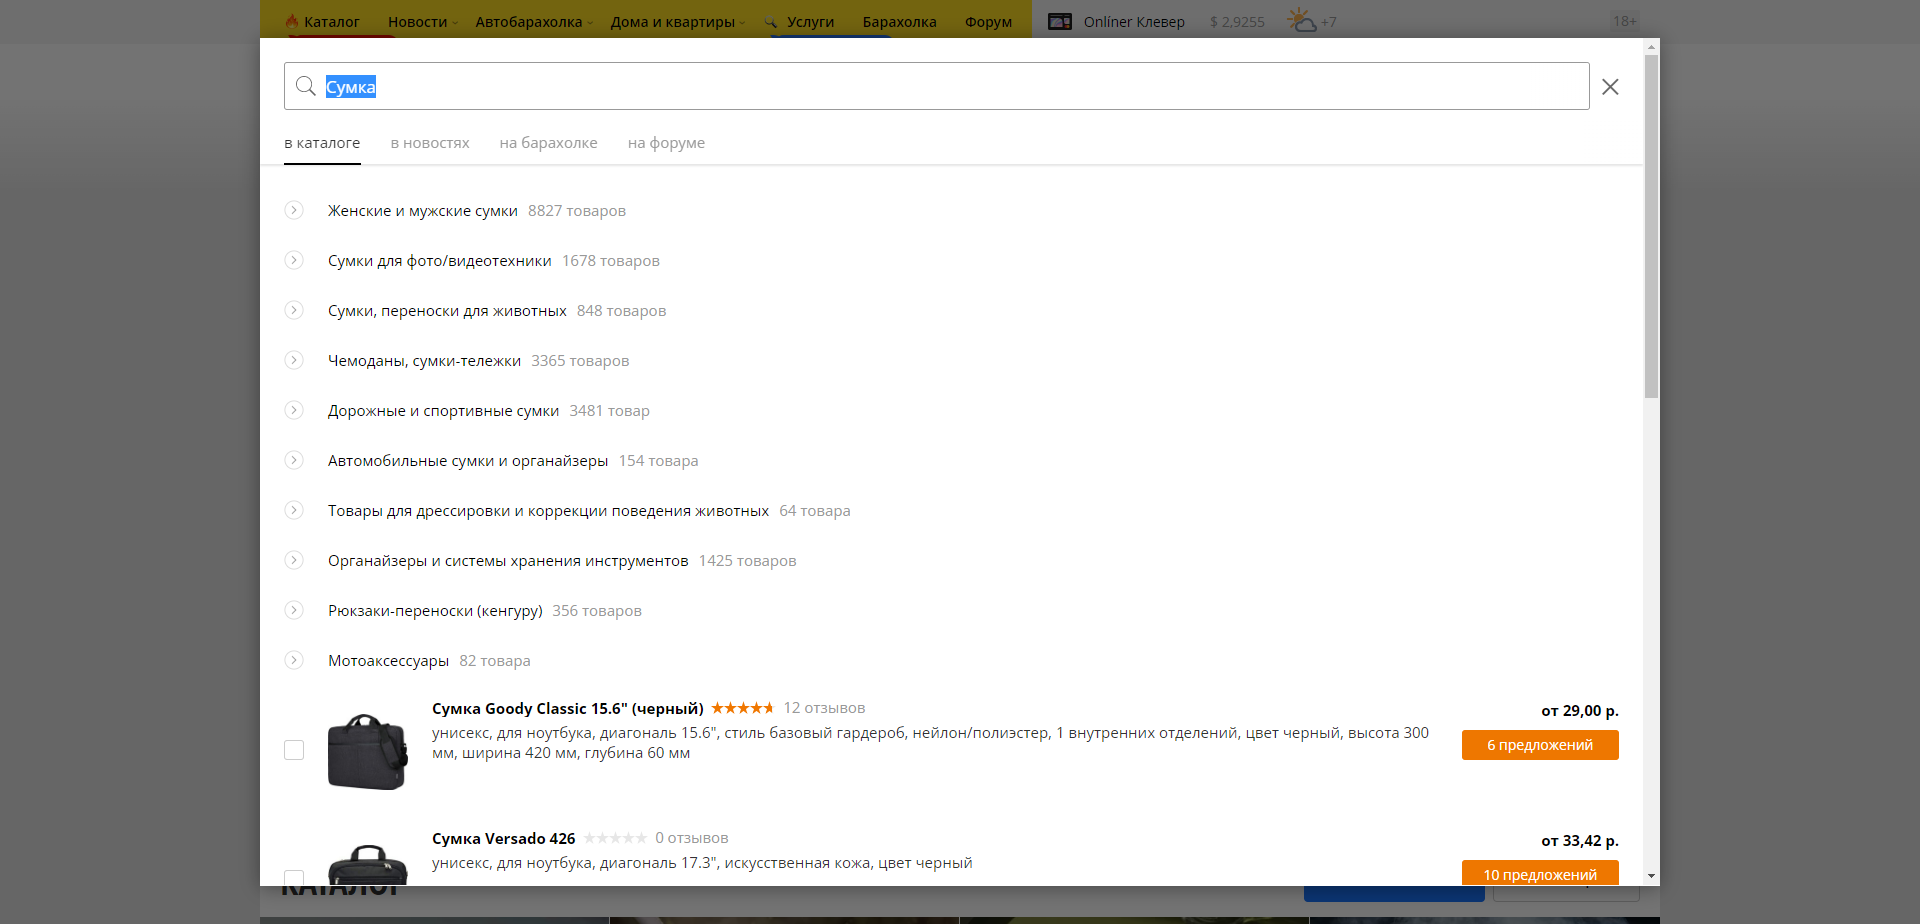 Каталог Новости Автобарахолка Дома и квартиры Услуги Барахолка Форум Onlíner Клевер $ 2,9255 +7 18+
Сумка
в каталоге в новостях на барахолке на форуме
Женские и мужские сумки 8827 товаров
Сумки для фото/видеотехники 1678 товаров
Сумки, переноски для животных 848 товаров
Чемоданы, сумки-тележки 3365 товаров
Дорожные и спортивные сумки 3481 товар
Автомобильные сумки и органайзеры 154 товара
Товары для дрессировки и коррекции поведения животных 64 товара
Органайзеры и системы хранения инструментов 1425 товаров
Рюкзаки-переноски (кенгуру) 356 товаров
Мотоаксессуары 82 товара
Сумка Goody Classic 15.6" (черный) 12 отзывов
от 29,00 р.
унисекс, для ноутбука, диагональ 15.6", стиль базовый гардероб, нейлон/полиэстер, 1 внутренних отделений, цвет черный, высота 300
мм, ширина 420 мм, глубина 60 мм
6 предложений
Сумка Versado 426 0 отзывов
от 33,42 р.
унисекс, для ноутбука, диагональ 17.3", искусственная кожа, цвет черный
10 предложений
КАТАЛОГ